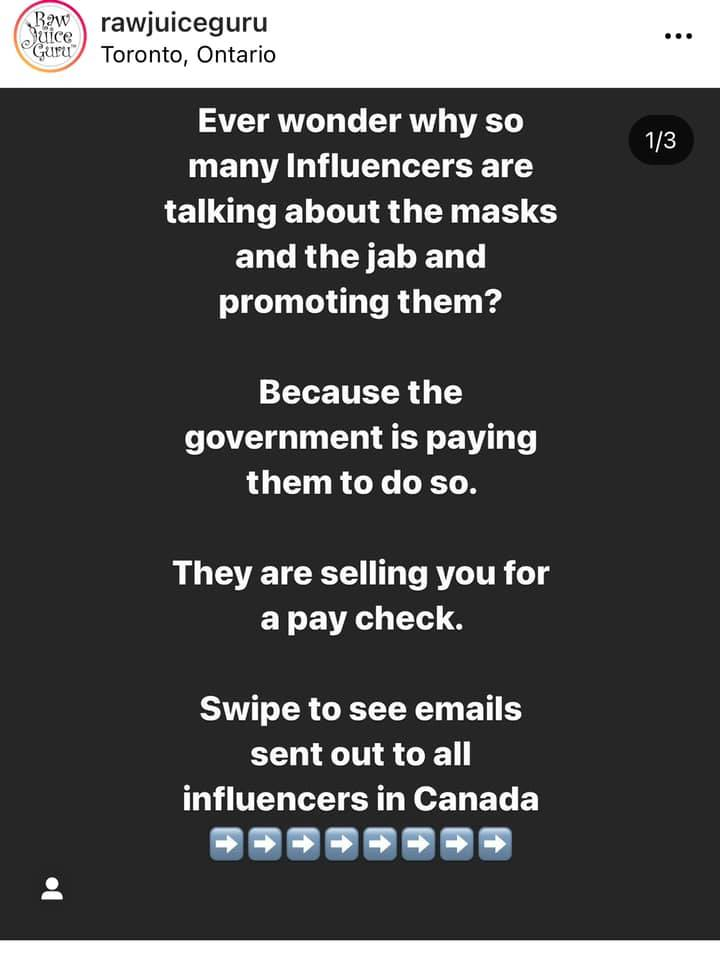 Raw
Juice
Guru™
rawjuiceguru
Toronto, Ontario
1/3
Ever wonder why so
many Influencers are
talking about the masks
and the jab and
promoting them?
Because the
government is paying
them to do so.
They are selling you for
a pay check.
Swipe to see emails
sent out to all
influencers in Canada
➡️➡️➡️➡️➡️➡️➡️➡️